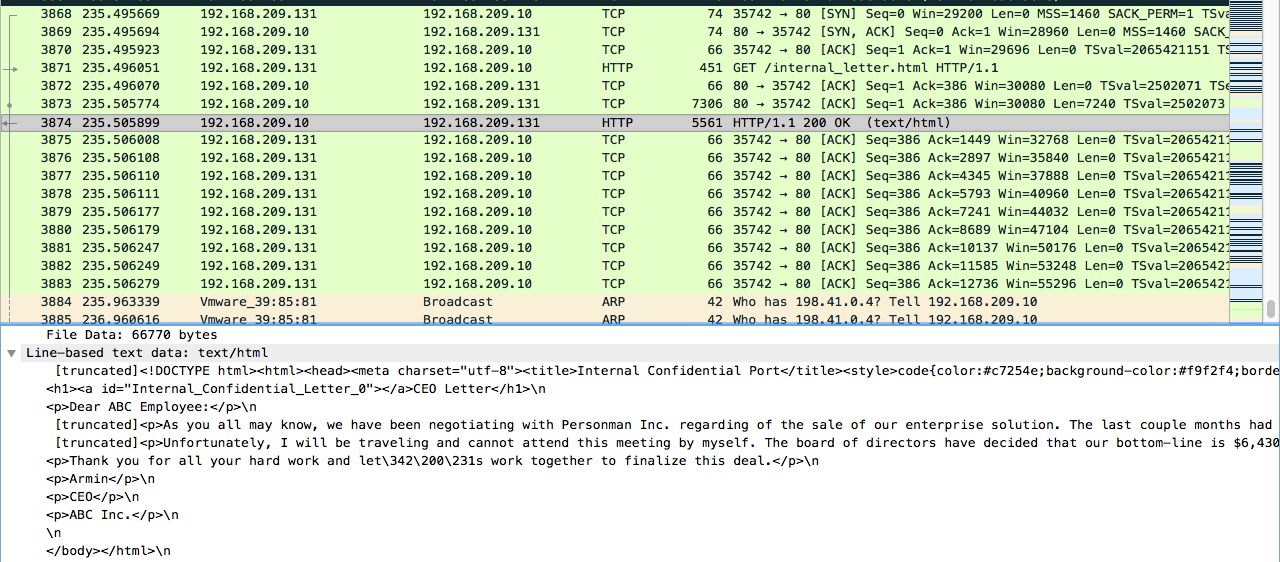 3868 235.495669 192.168.209.131 192.168.209.10 TCP 74 35742 → 80 [SYN] Seq=0 Win=29200 Len=0 MSS=1460 SACK_PERM=1 TSva
3869 235.495694 192.168.209.10 192.168.209.131 TCP 74 80 → 35742 [SYN, ACK] Seq=0 Ack=1 Win=28960 Len=0 MSS=1460 SACK_
3870 235.495923 192.168.209.131 192.168.209.10 TCP 66 35742 → 80 [ACK] Seq=1 Ack=1 Win=29696 Len=0 TSval=2065421151 TS
3871 235.496051 192.168.209.131 192.168.209.10 HTTP 451 GET /internal_letter.html HTTP/1.1
3872 235.496070 192.168.209.10 192.168.209.131 TCP 66 80 → 35742 [ACK] Seq=1 Ack=386 Win=30080 Len=0 TSval=2502071 TSe
3873 235.505774 192.168.209.10 192.168.209.131 TCP 7306 80 → 35742 [ACK] Seq=1 Ack=386 Win=30080 Len=7240 TSval=2502073
3874 235.505899 192.168.209.10 192.168.209.131 HTTP 5561 HTTP/1.1 200 OK (text/html)
3875 235.506008 192.168.209.131 192.168.209.10 TCP 66 35742 → 80 [ACK] Seq=386 Ack=1449 Win=32768 Len=0 TSval=20654211
3876 235.506108 192.168.209.131 192.168.209.10 TCP 66 35742 → 80 [ACK] Seq=386 Ack=2897 Win=35840 Len=0 TSval=20654211
3877 235.506110 192.168.209.131 192.168.209.10 TCP 66 35742 → 80 [ACK] Seq=386 Ack=4345 Win=37888 Len=0 TSval=20654211
3878 235.506111 192.168.209.131 192.168.209.10 TCP 66 35742 → 80 [ACK] Seq=386 Ack=5793 Win=40960 Len=0 TSval=20654211
3879 235.506177 192.168.209.131 192.168.209.10 TCP 66 35742 → 80 [ACK] Seq=386 Ack=7241 Win=44032 Len=0 TSval=20654211
3880 235.506179 192.168.209.131 192.168.209.10 TCP 66 35742 → 80 [ACK] Seq=386 Ack=8689 Win=47104 Len=0 TSval=20654211
3881 235.506247 192.168.209.131 192.168.209.10 TCP 66 35742 → 80 [ACK] Seq=386 Ack=10137 Win=50176 Len=0 TSval=2065421
3882 235.506249 192.168.209.131 192.168.209.10 TCP 66 35742 → 80 [ACK] Seq=386 Ack=11585 Win=53248 Len=0 TSval=2065421
3883 235.506279 192.168.209.131 192.168.209.10 TCP 66 35742 → 80 [ACK] Seq=386 Ack=12736 Win=55296 Len=0 TSval=2065421
3884 235.963339 Vmware_39:85:81 Broadcast ARP 42 Who has 198.41.0.4? Tell 192.168.209.10
3885 236.960616 Vmware_39:85:81 Broadcast ARP 42 Who has 198.41.0.4? Tell 192.168.209.10
File Data: 66770 bytes
Line-based text data: text/html
[truncated]<!DOCTYPE html><html><head><meta charset="utf-8"><title>Internal Confidential Port</title><style>code{color:#c7254e;background-color:#f9f2f4;borde
<h1><a id="Internal_Confidential_Letter_0"></a>CEO Letter</h1>\n
<p>Dear ABC Employee:</p>\n
[truncated]<p>As you all may know, we have been negotiating with Personman Inc. regarding of the sale of our enterprise solution. The last couple months had
[truncated]<p>Unfortunately, I will be traveling and cannot attend this meeting by myself. The board of directors have decided that our bottom-line is $6,430
<p>Thank you for all your hard work and let\342\200\231s work together to finalize this deal.</p>\n
<p>Armin</p>\n
<p>CEO</p>\n
<p>ABC Inc.</p>\n
\n
</body></html>\n